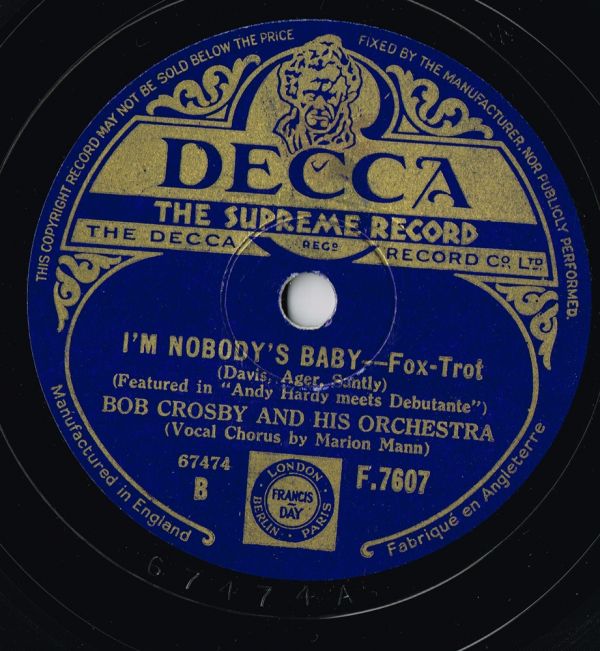 THIS COPYRIGHT RECORD MAY NOT BE SOLD BELOW THE PRICE FIXED BY THE MANUFACTURER, NOR PUBLICLY PERFORMED.
DECCA
THE SUPREME RECORD
THE DECCA REGD RECORD CO. LTD.
I'M NOBODY'S BABY—Fox-Trot
(Davis, Ager, Santly)
(Featured in "Andy Hardy meets Debutante")
BOB CROSBY AND HIS ORCHESTRA
(Vocal Chorus by Marion Mann)
67474
B
F.7607
LONDON
FRANCIS - DAY
BERLIN - PARIS
Manufactured in England
Fabriqué en Angleterre
67474A